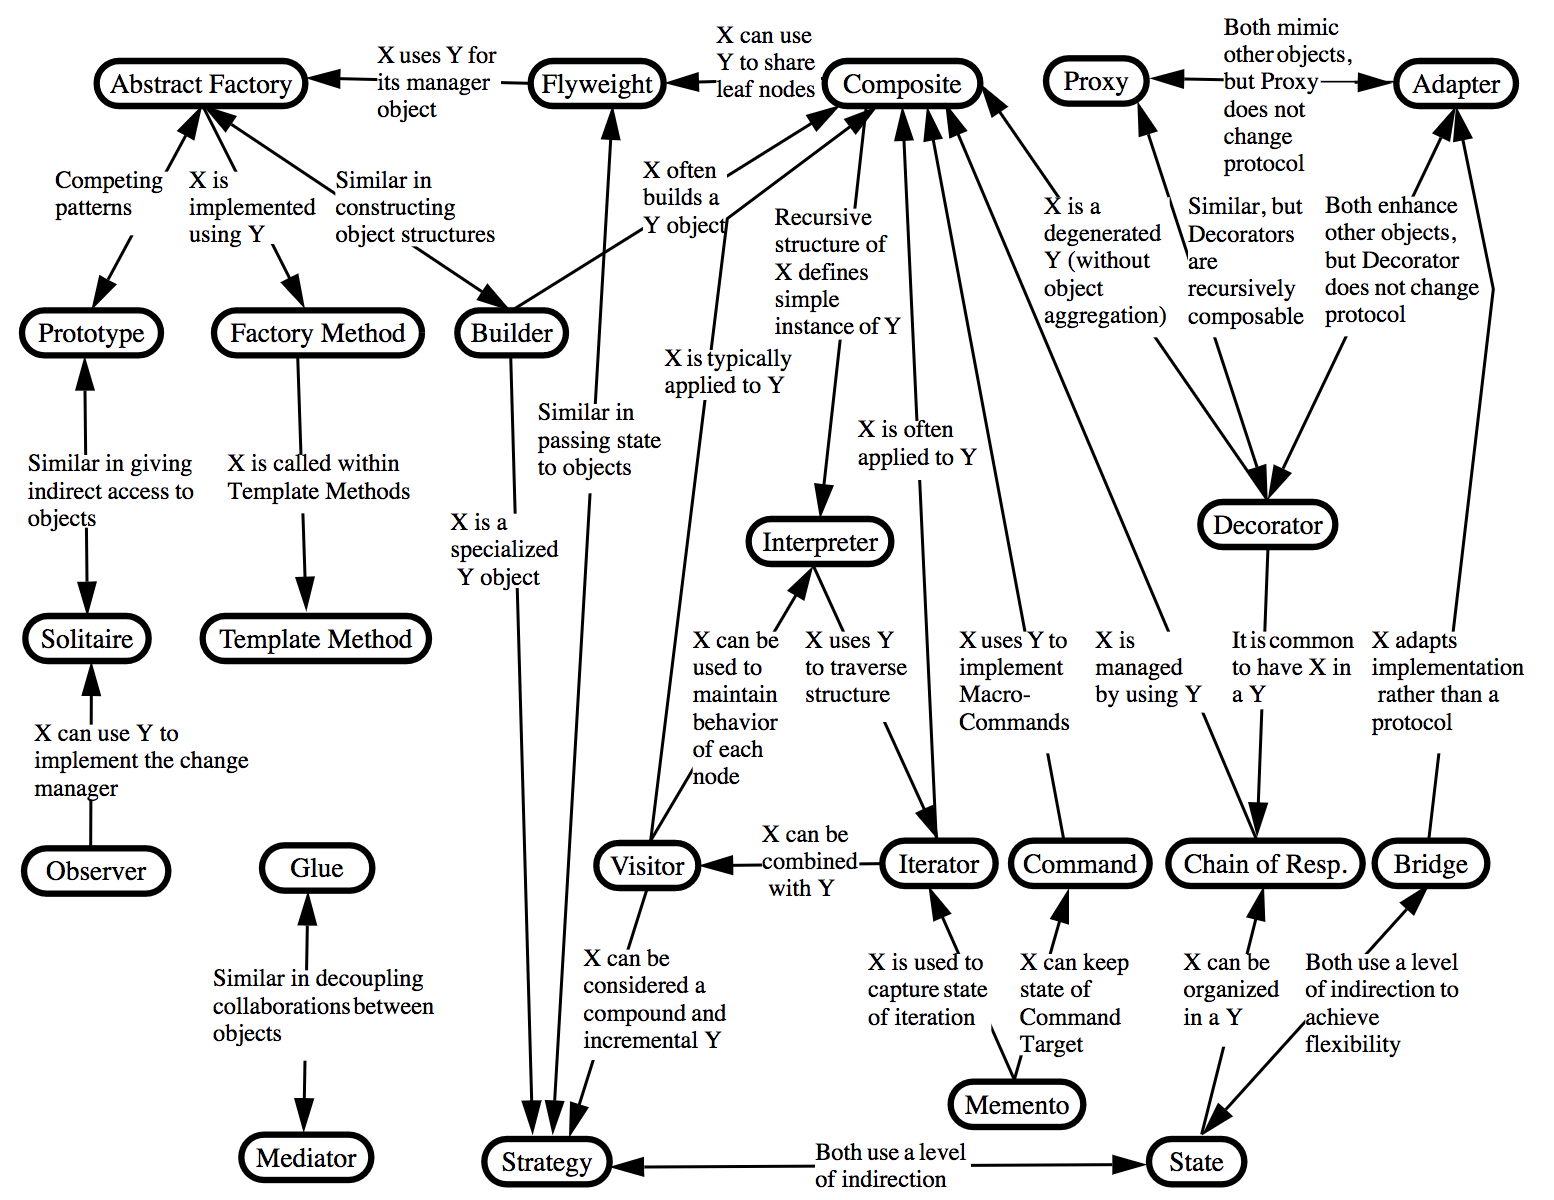 X can use
Y to share
leaf nodes
Both mimic
other objects,
but Proxy
does not
change
protocol
X uses Y for
its manager
object
Abstract Factory
Flyweight
Composite
Proxy
Adapter
Competing
patterns
X is
implemented
using Y
Similar in
constructing
object structures
X often
builds a
Y object
Recursive
structure of
X defines
simple
instance of Y
X is a
degenerated
Y (without
object
aggregation)
Similar, but
Decorators
are
recursively
composable
Both enhance
other objects,
but Decorator
does not change
protocol
Prototype
Factory Method
Builder
X is typically
applied to Y
Similar in
passing state
to objects
X is often
applied to Y
Similar in giving
indirect access to
objects
X is called within
Template Methods
X is a
specialized
Y object
Interpreter
Decorator
Solitaire
Template Method
X can be
used to
maintain
behavior
of each
node
X uses Y
to traverse
structure
X uses Y to
implement
Macro-
Commands
X is
managed
by using Y
It is common
to have X in
a Y
X adapts
implementation
rather than a
protocol
X can use Y to
implement the change
manager
Observer
Glue
Visitor
X can be
combined
with Y
Iterator
Command
Chain of Resp.
Bridge
Similar in decoupling
collaborations between
objects
X can be
considered a
compound and
incremental Y
X is used to
capture state
of iteration
X can keep
state of
Command
Target
X can be
organized
in a Y
Both use a level
of indirection to
achieve
flexibility
Memento
Mediator
Strategy
Both use a level
of indirection
State